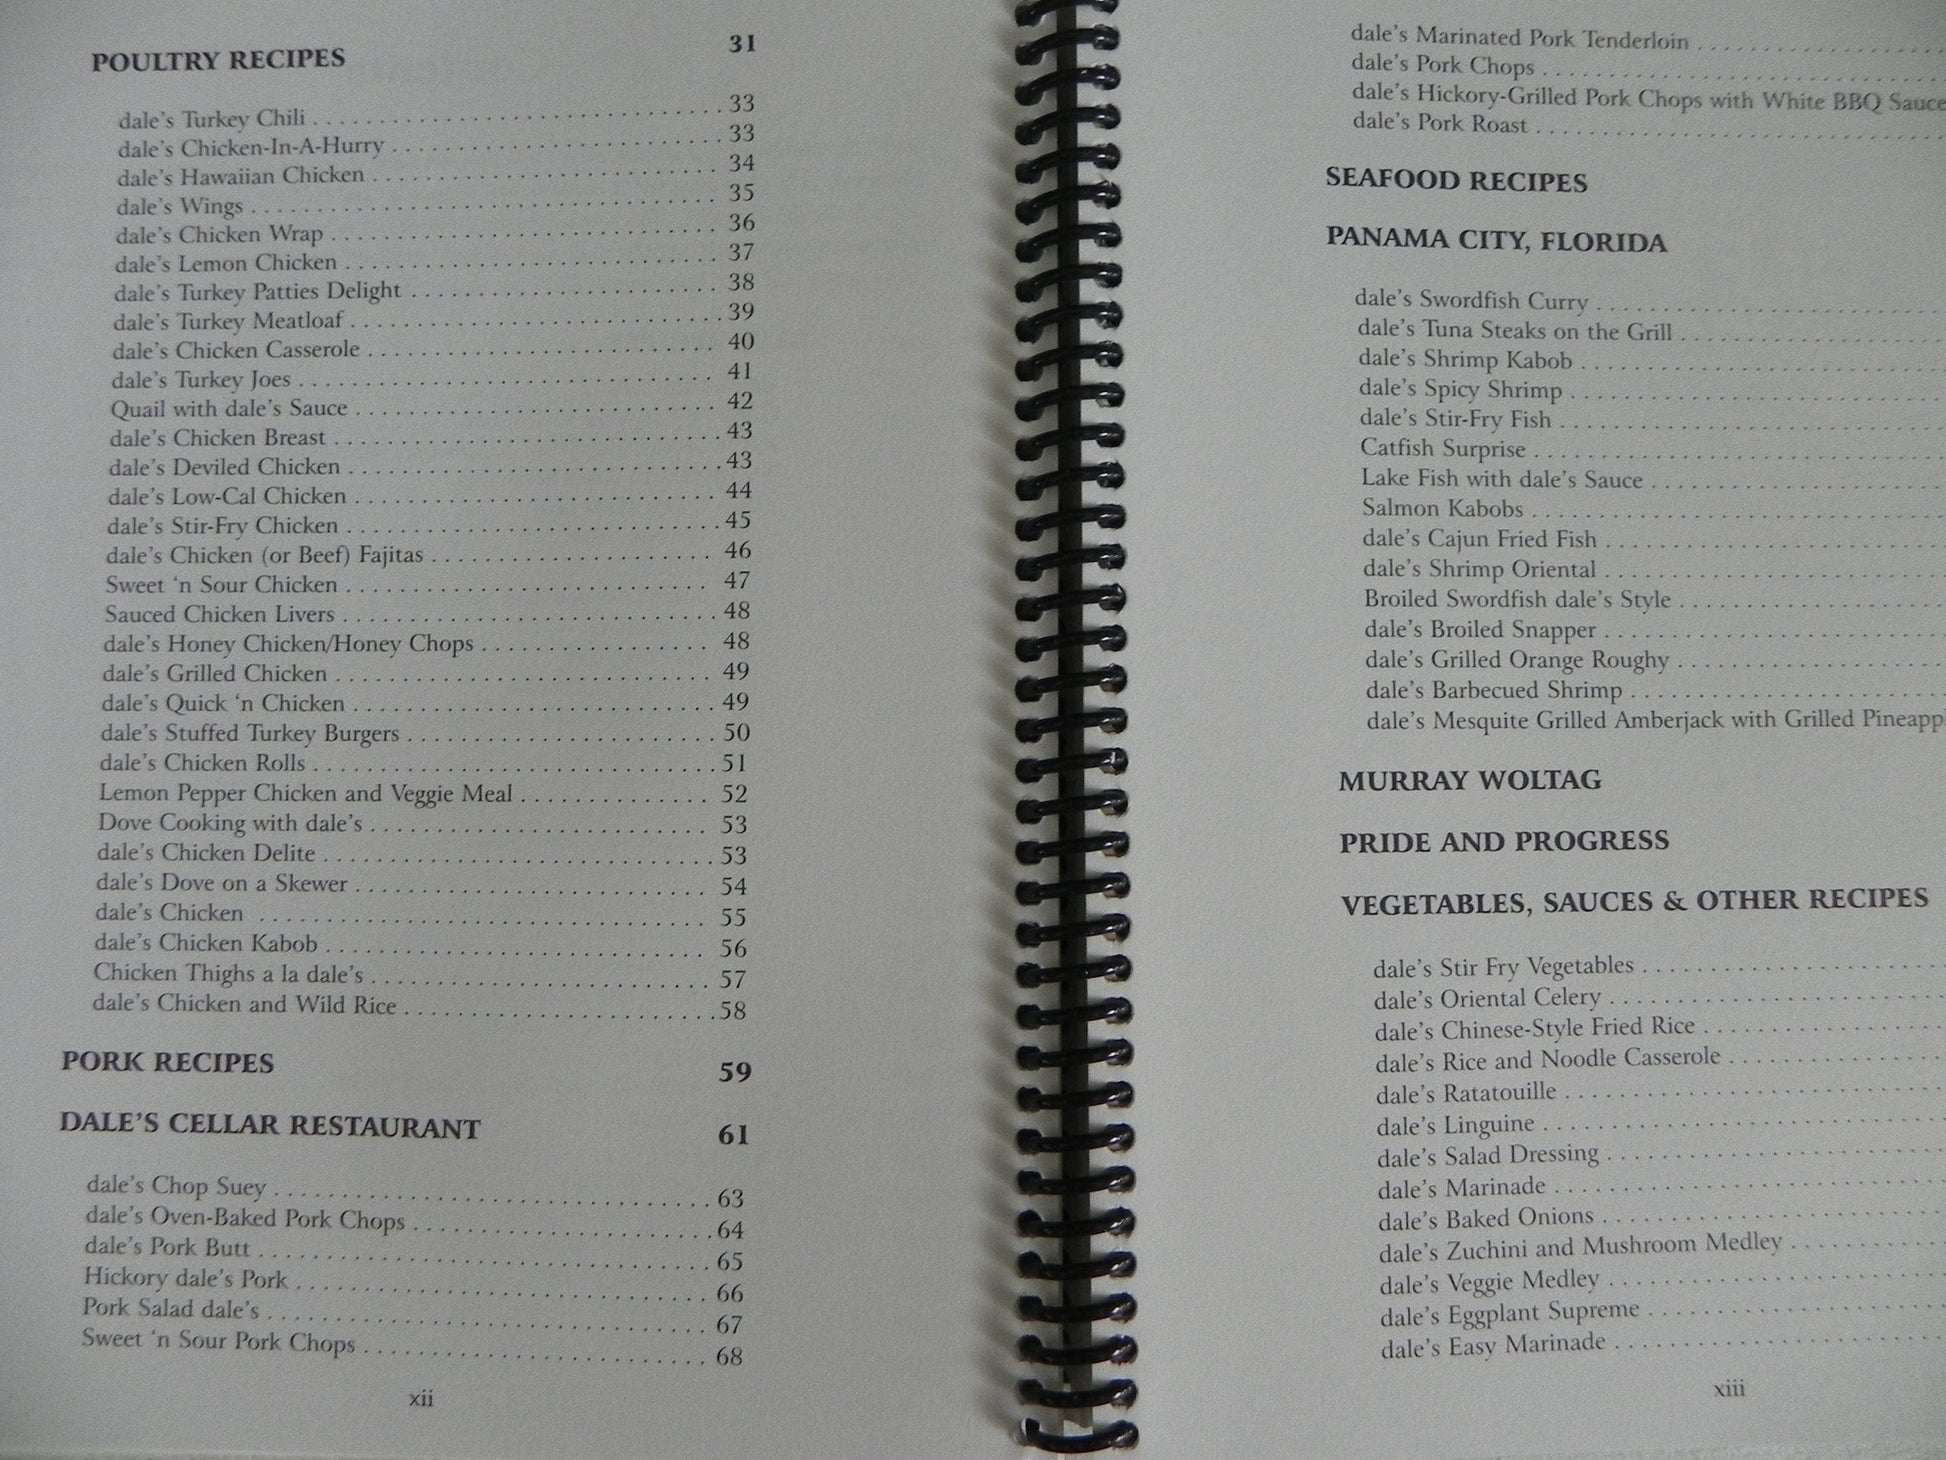 POULTRY RECIPES 31
dale's Turkey Chili . . . . . 33
dale's Chicken-In-A-Hurry . . . . . 33
dale's Hawaiian Chicken . . . . . 34
dale's Wings . . . . . 35
dale's Chicken Wrap . . . . . 36
dale's Lemon Chicken . . . . . 37
dale's Turkey Patties Delight . . . . . 38
dale's Turkey Meatloaf . . . . . 39
dale's Chicken Casserole . . . . . 40
dale's Turkey Joes . . . . . 41
Quail with dale's Sauce . . . . . 42
dale's Chicken Breast . . . . . 43
dale's Deviled Chicken . . . . . 43
dale's Low-Cal Chicken . . . . . 44
dale's Stir-Fry Chicken . . . . . 45
dale's Chicken (or Beef) Fajitas . . . . . 46
Sweet 'n Sour Chicken . . . . . 47
Sauced Chicken Livers . . . . . 48
dale's Honey Chicken/Honey Chops . . . . . 48
dale's Grilled Chicken . . . . . 49
dale's Quick 'n Chicken . . . . . 49
dale's Stuffed Turkey Burgers . . . . . 50
dale's Chicken Rolls . . . . . 51
Lemon Pepper Chicken and Veggie Meal . . . . . 52
Dove Cooking with dale's . . . . . 53
dale's Chicken Delite . . . . . 53
dale's Dove on a Skewer . . . . . 54
dale's Chicken . . . . . 55
dale's Chicken Kabob . . . . . 56
Chicken Thighs a la dale's . . . . . 57
dale's Chicken and Wild Rice . . . . . 58
PORK RECIPES 59
DALE'S CELLAR RESTAURANT 61
dale's Chop Suey . . . . . 63
dale's Oven-Baked Pork Chops . . . . . 64
dale's Pork Butt . . . . . 65
Hickory dale's Pork . . . . . 66
Pork Salad dale's . . . . . 67
Sweet 'n Sour Pork Chops . . . . . 68
xii
dale's Marinated Pork Tenderloin . . . . .
dale's Pork Chops . . . . .
dale's Hickory-Grilled Pork Chops with White BBQ Sauce
dale's Pork Roast . . . . .
SEAFOOD RECIPES
PANAMA CITY, FLORIDA
dale's Swordfish Curry . . . . .
dale's Tuna Steaks on the Grill . . . . .
dale's Shrimp Kabob . . . . .
dale's Spicy Shrimp . . . . .
dale's Stir-Fry Fish . . . . .
Catfish Surprise . . . . .
Lake Fish with dale's Sauce . . . . .
Salmon Kabobs . . . . .
dale's Cajun Fried Fish . . . . .
dale's Shrimp Oriental . . . . .
Broiled Swordfish dale's Style . . . . .
dale's Broiled Snapper . . . . .
dale's Grilled Orange Roughy . . . . .
dale's Barbecued Shrimp . . . . .
dale's Mesquite Grilled Amberjack with Grilled
MURRAY WOLTAG
PRIDE AND PROGRESS
VEGETABLES, SAUCES & OTHER RECIPES
dale's Stir Fry Vegetables . . . . .
dale's Oriental Celery . . . . .
dale's Chinese-Style Fried Rice . . . . .
dale's Rice and Noodle Casserole . . . . .
dale's Ratatouille . . . . .
dale's Linguine . . . . .
dale's Salad Dressing . . . . .
dale's Marinade . . . . .
dale's Baked Onions . . . . .
dale's Zuchini and Mushroom Medley . . . . .
dale's Veggie Medley . . . . .
dale's Eggplant Supreme . . . . .
dale's Easy Marinade . . . . .
xiii